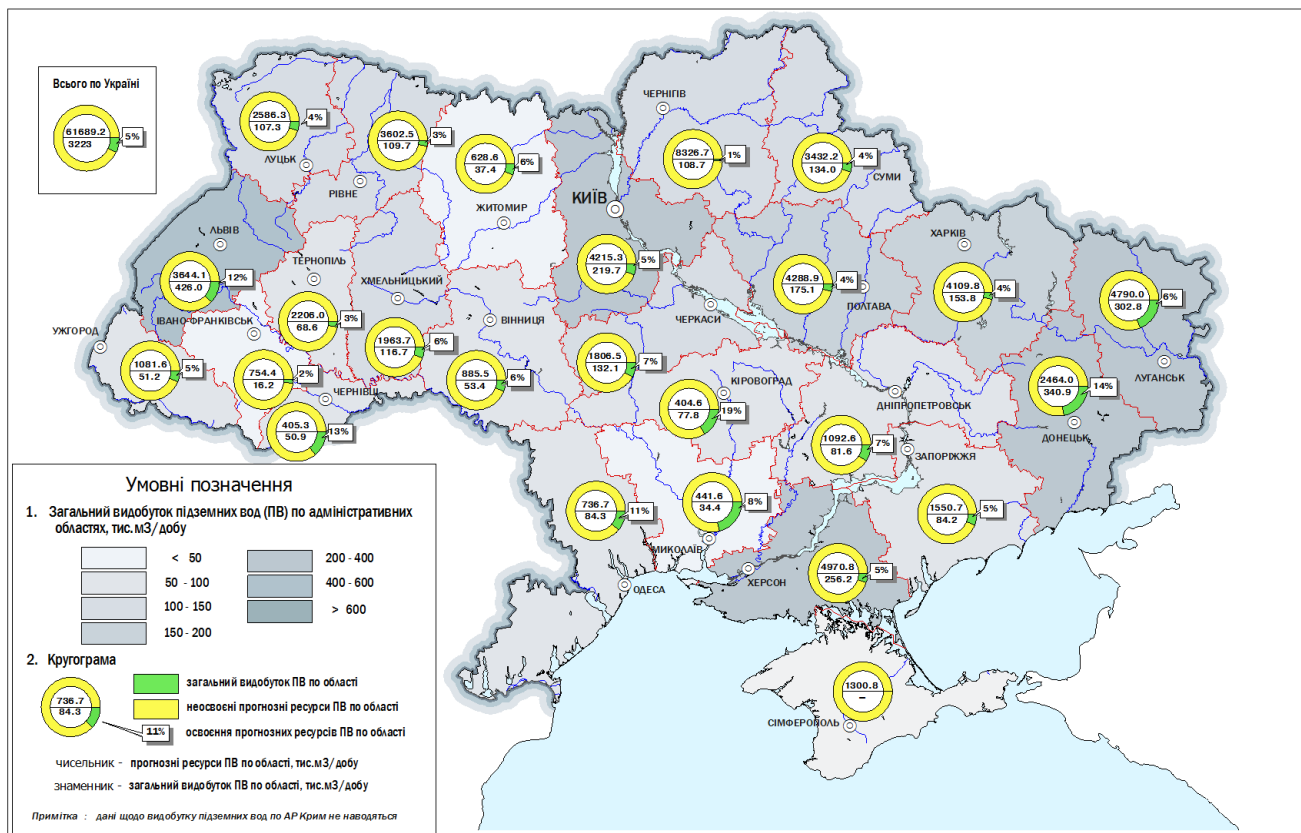 Всього по Україні
61689.2
3223
5%
ЧЕРНІГІВ
2586.3
107.3
4%
ЛУЦЬК
3602.5
109.7
3%
РІВНЕ
628.6
37.4
6%
ЖИТОМИР
КИЇВ
8326.7
108.7
1%
3432.2
134.0
4%
СУМИ
ЛЬВІВ
3644.1
426.0
12%
ТЕРНОПІЛЬ
ХМЕЛЬНИЦЬКИЙ
4215.3
219.7
5%
4288.9
175.1
4%
ПОЛТАВА
ХАРКІВ
4109.8
153.8
4%
4790.0
302.8
6%
ЛУГАНСЬК
УЖГОРОД
ІВАНО-ФРАНКІВСЬК
2206.0
68.6
3%
ВІННИЦЯ
ЧЕРКАСИ
1081.6
51.2
5%
754.4
16.2
2%
ЧЕРНІВЦІ
1963.7
116.7
6%
885.5
53.4
6%
1806.5
132.1
7%
КІРОВОГРАД
404.6
77.8
19%
ДНІПРОПЕТРОВСЬК
2464.0
340.9
14%
ДОНЕЦЬК
405.3
50.9
13%
1092.6
81.6
7%
ЗАПОРІЖЖЯ
736.7
84.3
11%
441.6
34.4
8%
МИКОЛАЇВ
1550.7
84.2
5%
ОДЕСА
ХЕРСОН
4970.8
256.2
5%
1300.8
–
СІМФЕРОПОЛЬ
Умовні позначення
1. Загальний видобуток підземних вод (ПВ) по адміністративних
областях, тис.м3/добу
< 50
50 - 100
100 - 150
150 - 200
200 - 400
400 - 600
> 600
2. Кругограма
736.7
84.3
11%
загальний видобуток ПВ по області
неосвоєні прогнозні ресурси ПВ по області
освоєння прогнозних ресурсів ПВ по області
чисельник - прогнозні ресурси ПВ по області, тис.м3/добу
знаменник - загальний видобуток ПВ по області, тис.м3/добу
Примітка : дані щодо видобутку підземних вод по АР Крим не наводяться